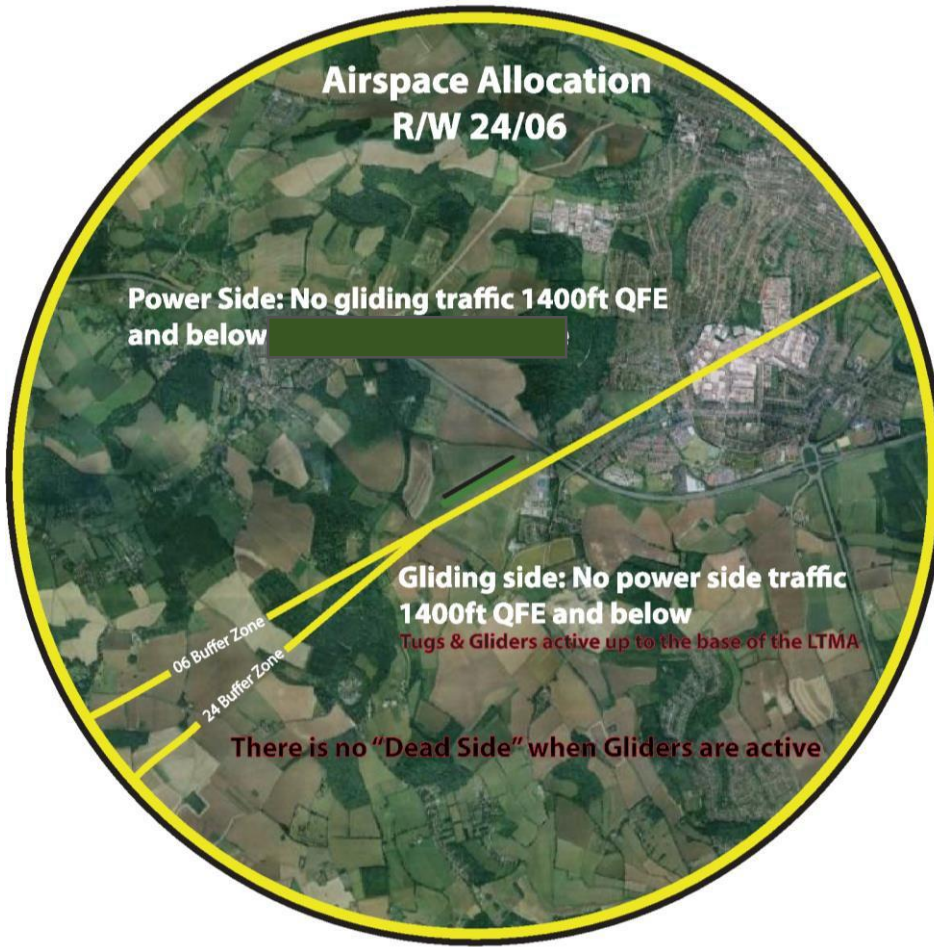 Airspace Allocation
R/W 24/06
Power Side: No gliding traffic 1400ft QFE
and below
Gliding side: No power side traffic
1400ft QFE and below
Tugs & Gliders active up to the base of the LTMA
06 Buffer Zone
24 Buffer Zone
There is no “Dead Side” when Gliders are active